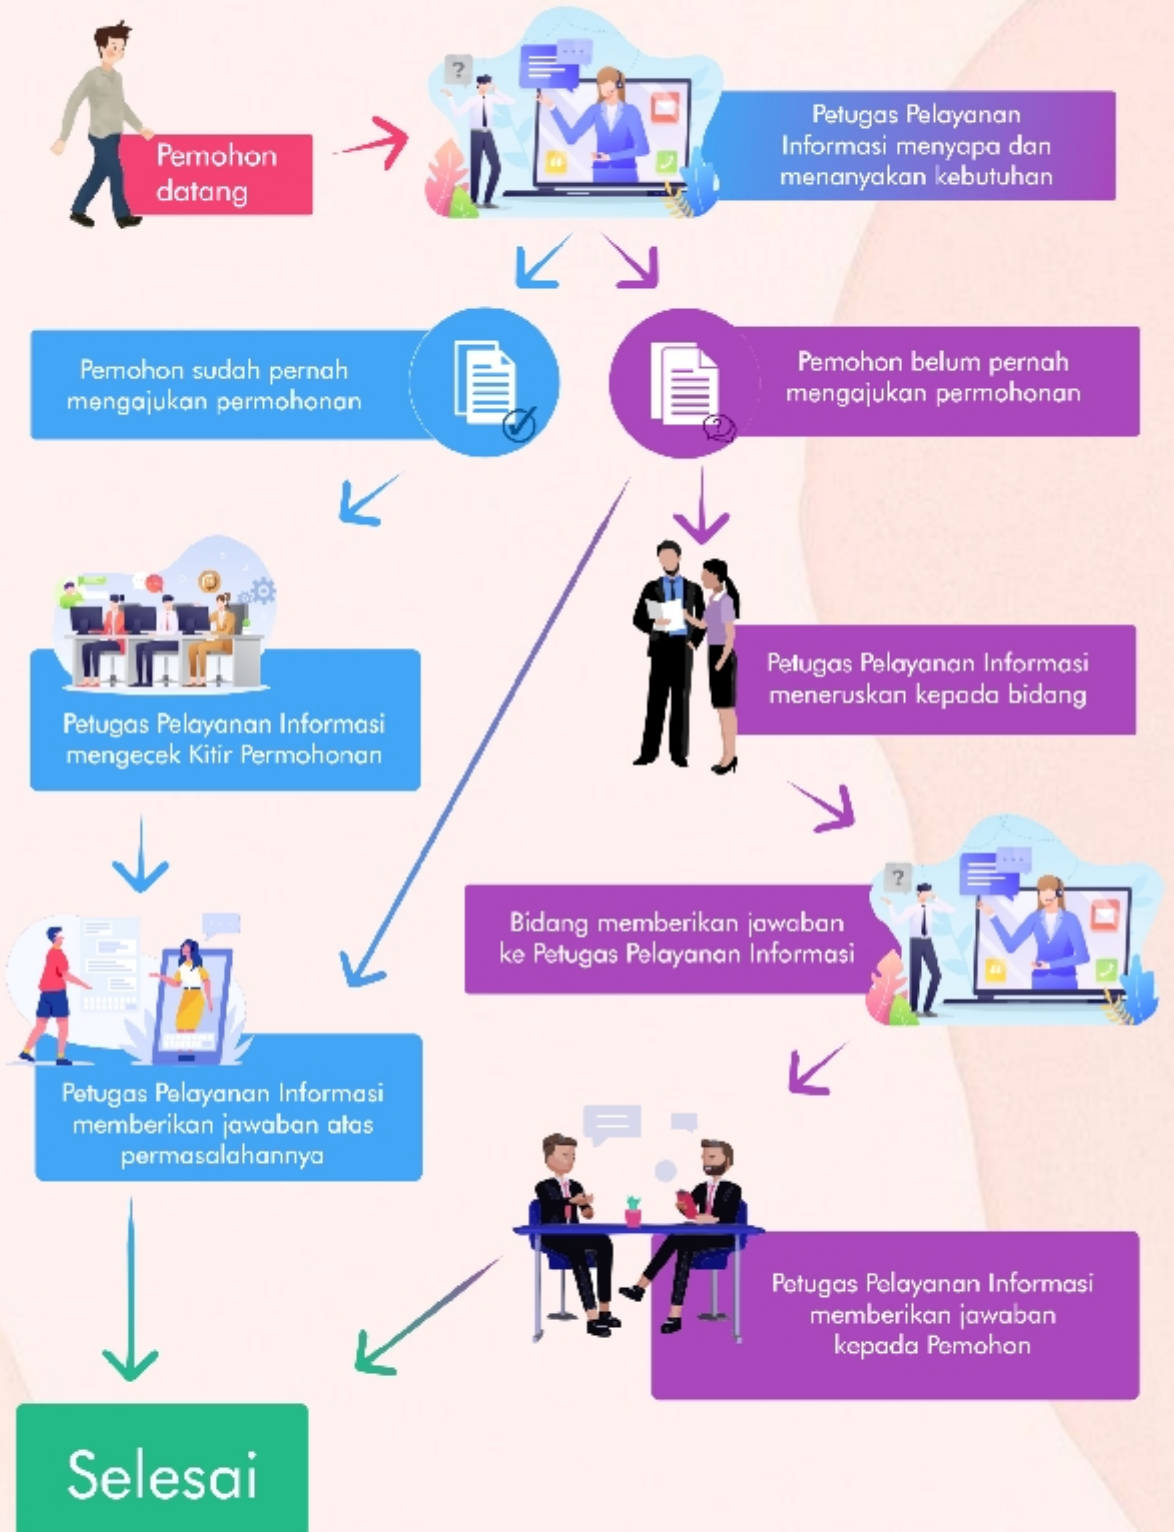 Pemohon
datang
Petugas Pelayanan
Informasi menyapa dan
menanyakan kebutuhan
Pemohon sudah pernah
mengajukan permohonan
Pemohon belum pernah
mengajukan permohonan
Petugas Pelayanan Informasi
mengecek Kitir Permohonan
Petugas Pelayanan Informasi
meneruskan kepada bidang
Bidang memberikan jawaban
ke Petugas Pelayanan Informasi
Petugas Pelayanan Informasi
memberikan jawaban atas
permasalahannya
Petugas Pelayanan Informasi
memberikan jawaban
kepada Pemohon
Selesai